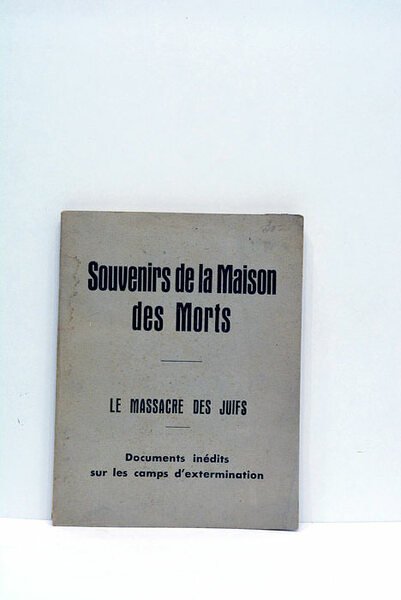 Souvenirs de la Maison
des Morts
LE MASSACRE DES JUIFS
Documents inédits
sur les camps d'extermination